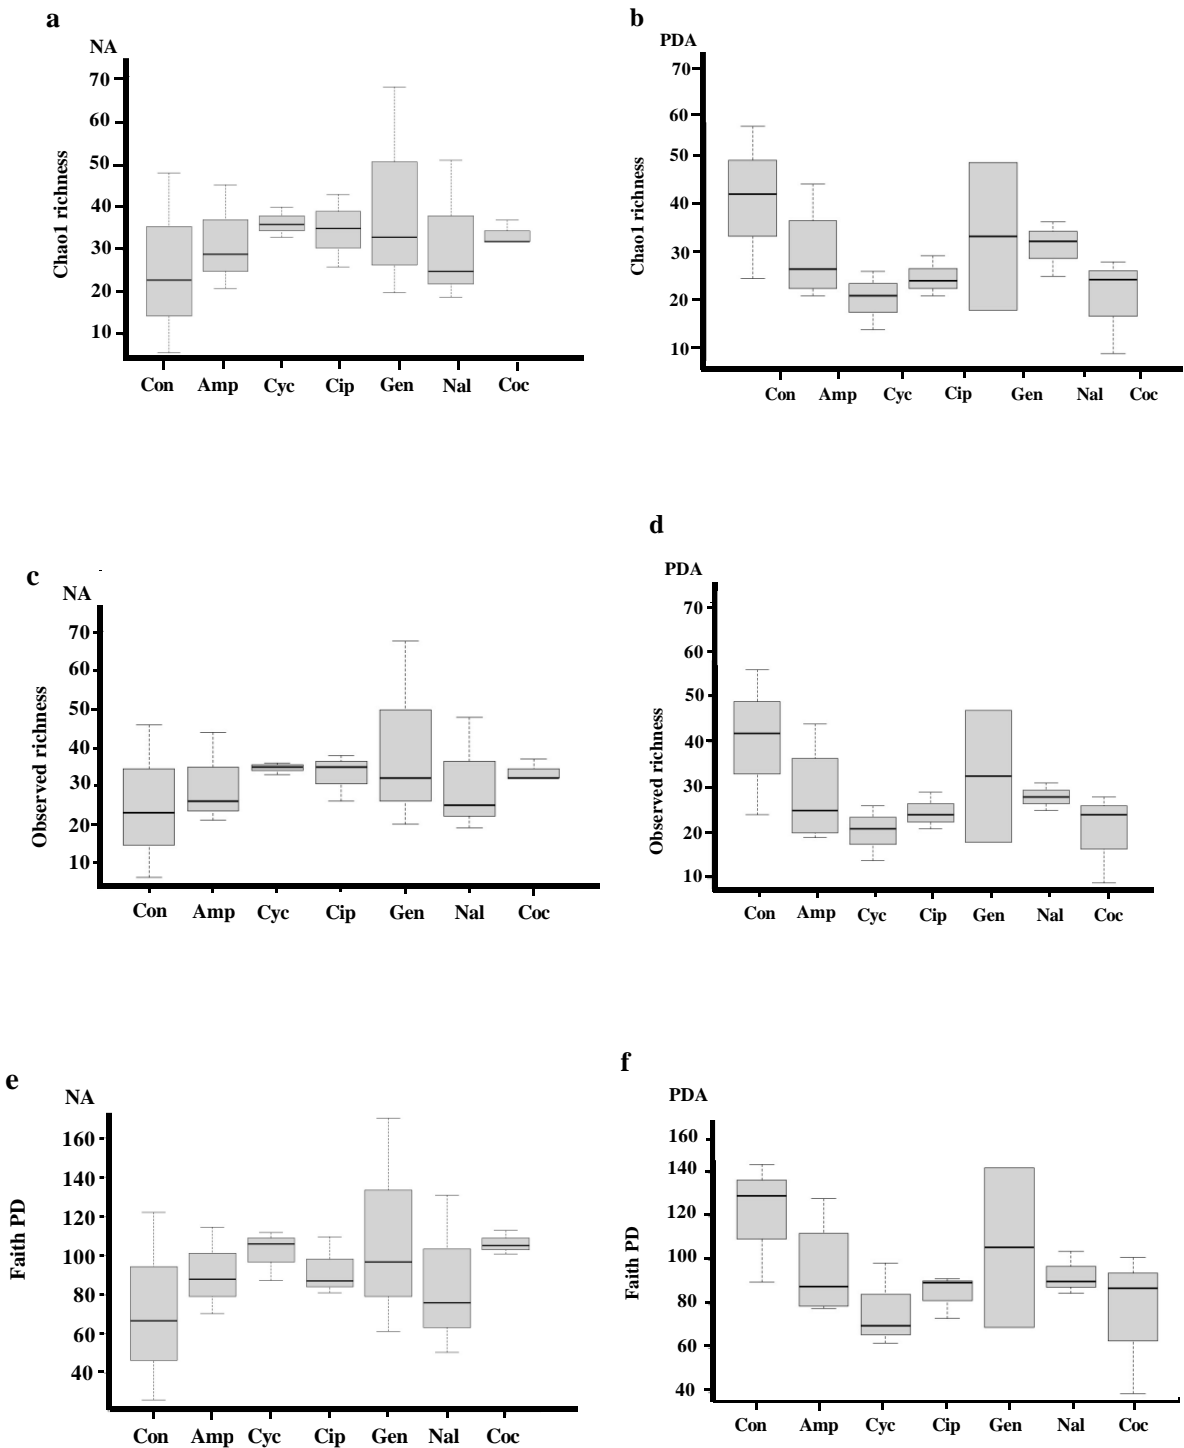 a
NA
Chao1 richness
70
60
50
40
30
20
10
Con Amp Cyc Cip Gen Nal Coc
b
PDA
Chao1 richness
70
60
50
40
30
20
10
Con Amp Cyc Cip Gen Nal Coc
c
NA
Observed richness
70
60
50
40
30
20
10
Con Amp Cyc Cip Gen Nal Coc
d
PDA
Observed richness
70
60
50
40
30
20
10
Con Amp Cyc Cip Gen Nal Coc
e
NA
Faith PD
160
140
120
100
80
60
40
Con Amp Cyc Cip Gen Nal Coc
f
PDA
Faith PD
160
140
120
100
80
60
40
Con Amp Cyc Cip Gen Nal Coc